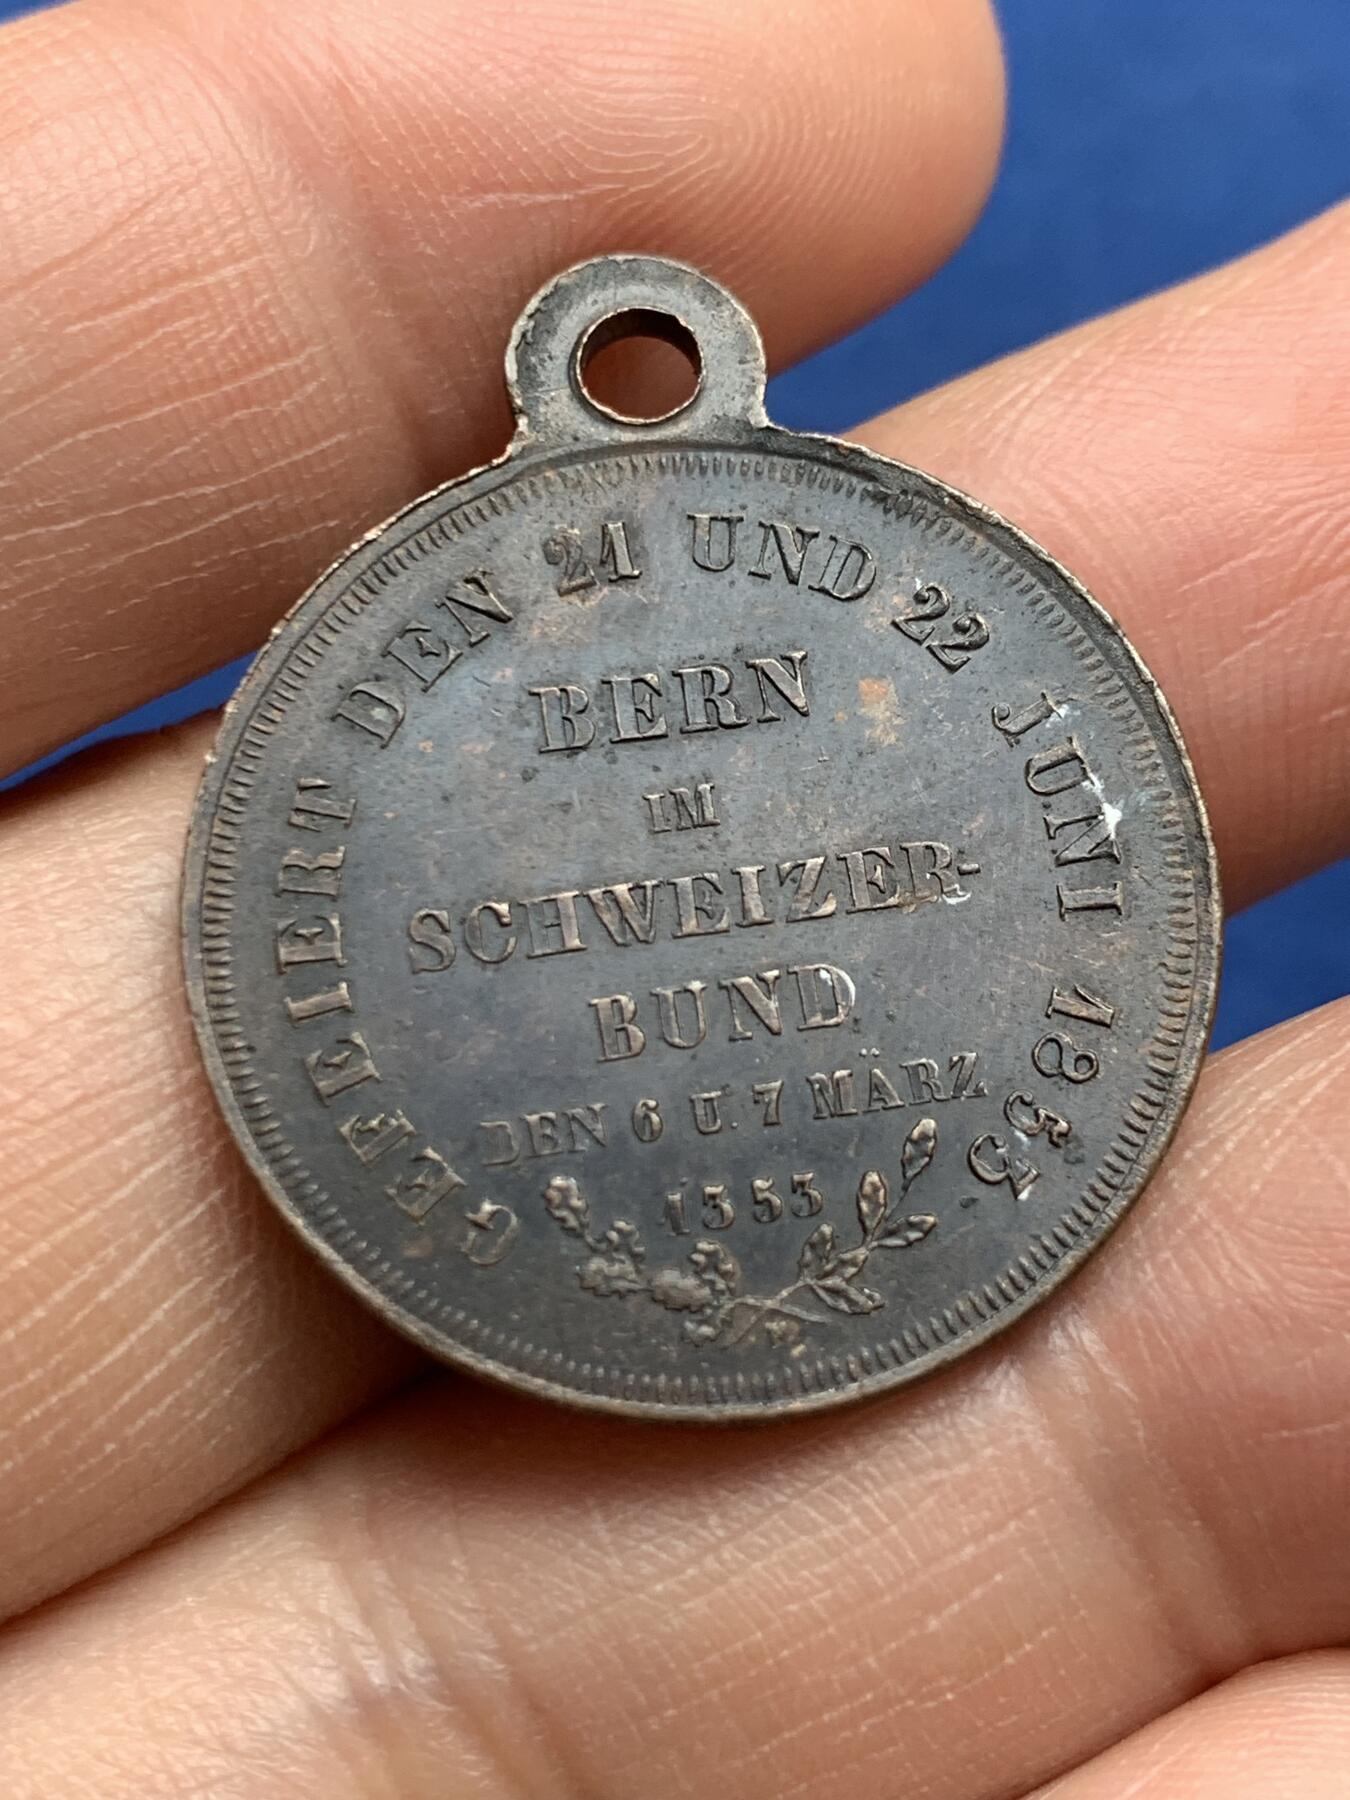 GEFEIERT DEN 21 UND 22 JUNI 1853
BERN
IM
SCHWEIZER-
BUND
DEN 6 U. 7 MÄRZ
1353